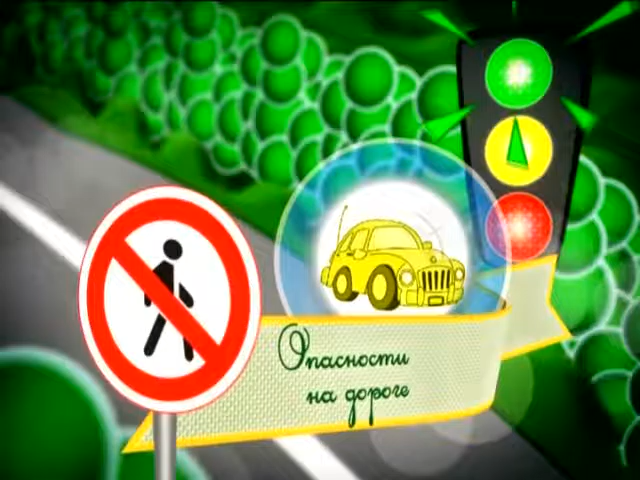 Опасности
на дороге